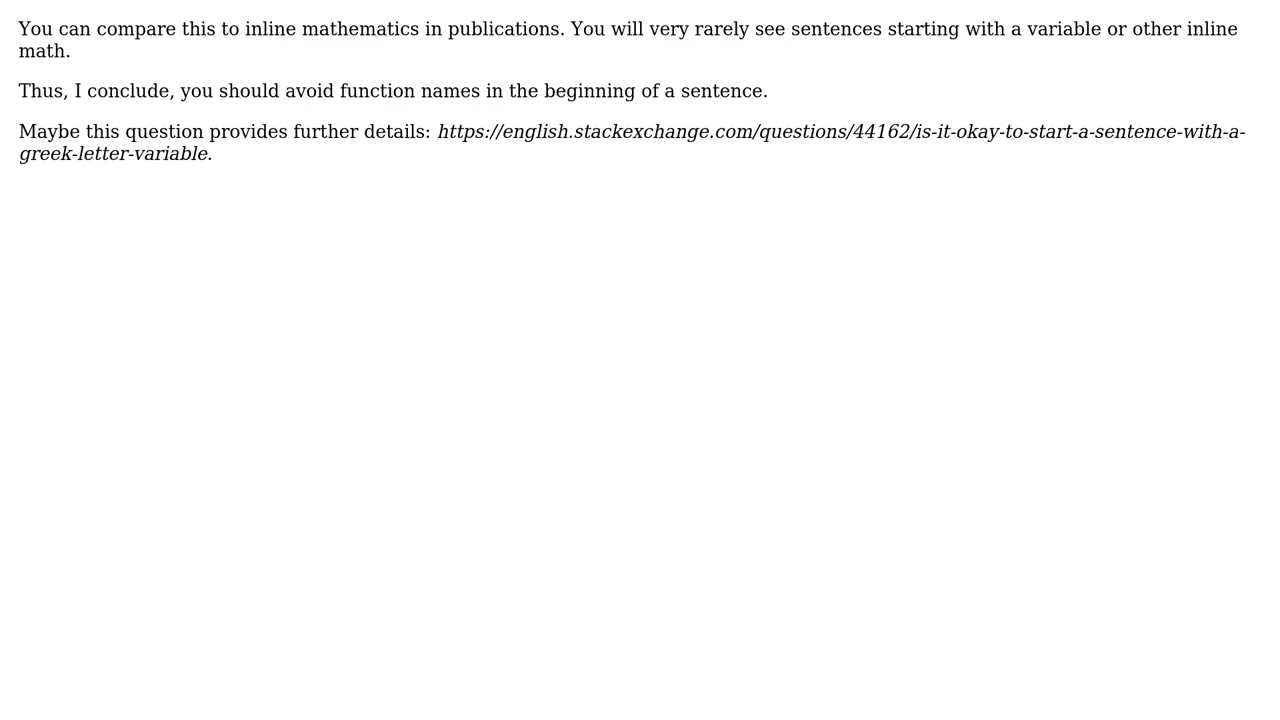 You can compare this to inline mathematics in publications. You will very rarely see sentences starting with a variable or other inline
math.
Thus, I conclude, you should avoid function names in the beginning of a sentence.
Maybe this question provides further details: https://english.stackexchange.com/questions/44162/is-it-okay-to-start-a-sentence-with-a-
greek-letter-variable.